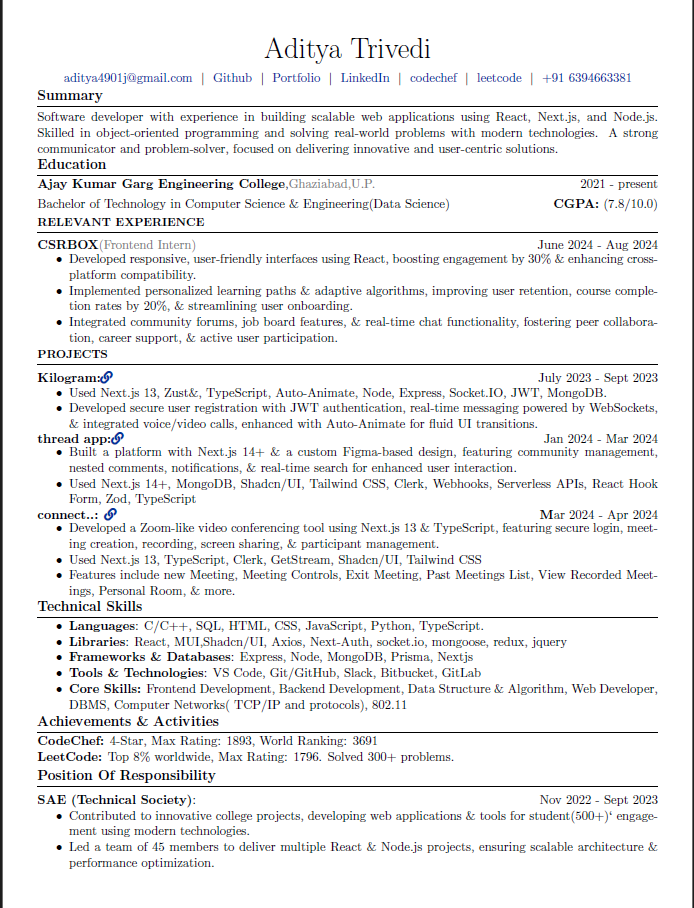 Aditya Trivedi
aditya4901j@gmail.com | Github | Portfolio | LinkedIn | codechef | leetcode | +91 6394663381
Summary
Software developer with experience in building scalable web applications using React, Next.js, and Node.js.
Skilled in object-oriented programming and solving real-world problems with modern technologies. A strong
communicator and problem-solver, focused on delivering innovative and user-centric solutions.
Education
Ajay Kumar Garg Engineering College,Ghaziabad,U.P. 2021 - present
Bachelor of Technology in Computer Science & Engineering(Data Science) CGPA: (7.8/10.0)
RELEVANT EXPERIENCE
CSRBOX(Frontend Intern) June 2024 - Aug 2024
• Developed responsive, user-friendly interfaces using React, boosting engagement by 30% & enhancing cross-
platform compatibility.
• Implemented personalized learning paths & adaptive algorithms, improving user retention, course comple-
tion rates by 20%, & streamlining user onboarding.
• Integrated community forums, job board features, & real-time chat functionality, fostering peer collabora-
tion, career support, & active user participation.
PROJECTS
Kilogram: July 2023 - Sept 2023
• Used Next.js 13, Zust&, TypeScript, Auto-Animate, Node, Express, Socket.IO, JWT, MongoDB.
• Developed secure user registration with JWT authentication, real-time messaging powered by WebSockets,
& integrated voice/video calls, enhanced with Auto-Animate for fluid UI transitions.
thread app: Jan 2024 - Mar 2024
• Built a platform with Next.js 14+ & a custom Figma-based design, featuring community management,
nested comments, notifications, & real-time search for enhanced user interaction.
• Used Next.js 14+, MongoDB, Shadcn/UI, Tailwind CSS, Clerk, Webhooks, Serverless APIs, React Hook
Form, Zod, TypeScript
connect..: Mar 2024 - Apr 2024
• Developed a Zoom-like video conferencing tool using Next.js 13 & TypeScript, featuring secure login, meet-
ing creation, recording, screen sharing, & participant management.
• Used Next.js 13, TypeScript, Clerk, GetStream, Shadcn/UI, Tailwind CSS
• Features include new Meeting, Meeting Controls, Exit Meeting, Past Meetings List, View Recorded Meet-
ings, Personal Room, & more.
Technical Skills
• Languages: C/C++, SQL, HTML, CSS, JavaScript, Python, TypeScript.
• Libraries: React, MUI,Shadcn/UI, Axios, Next-Auth, socket.io, mongoose, redux, jquery
• Frameworks & Databases: Express, Node, MongoDB, Prisma, Nextjs
• Tools & Technologies: VS Code, Git/GitHub, Slack, Bitbucket, GitLab
• Core Skills: Frontend Development, Backend Development, Data Structure & Algorithm, Web Developer,
DBMS, Computer Networks( TCP/IP and protocols), 802.11
Achievements & Activities
CodeChef: 4-Star, Max Rating: 1893, World Ranking: 3691
LeetCode: Top 8% worldwide, Max Rating: 1796. Solved 300+ problems.
Position Of Responsibility
SAE (Technical Society): Nov 2022 - Sept 2023
• Contributed to innovative college projects, developing web applications & tools for student(500+)‘ engage-
ment using modern technologies.
• Led a team of 45 members to deliver multiple React & Node.js projects, ensuring scalable architecture &
performance optimization.